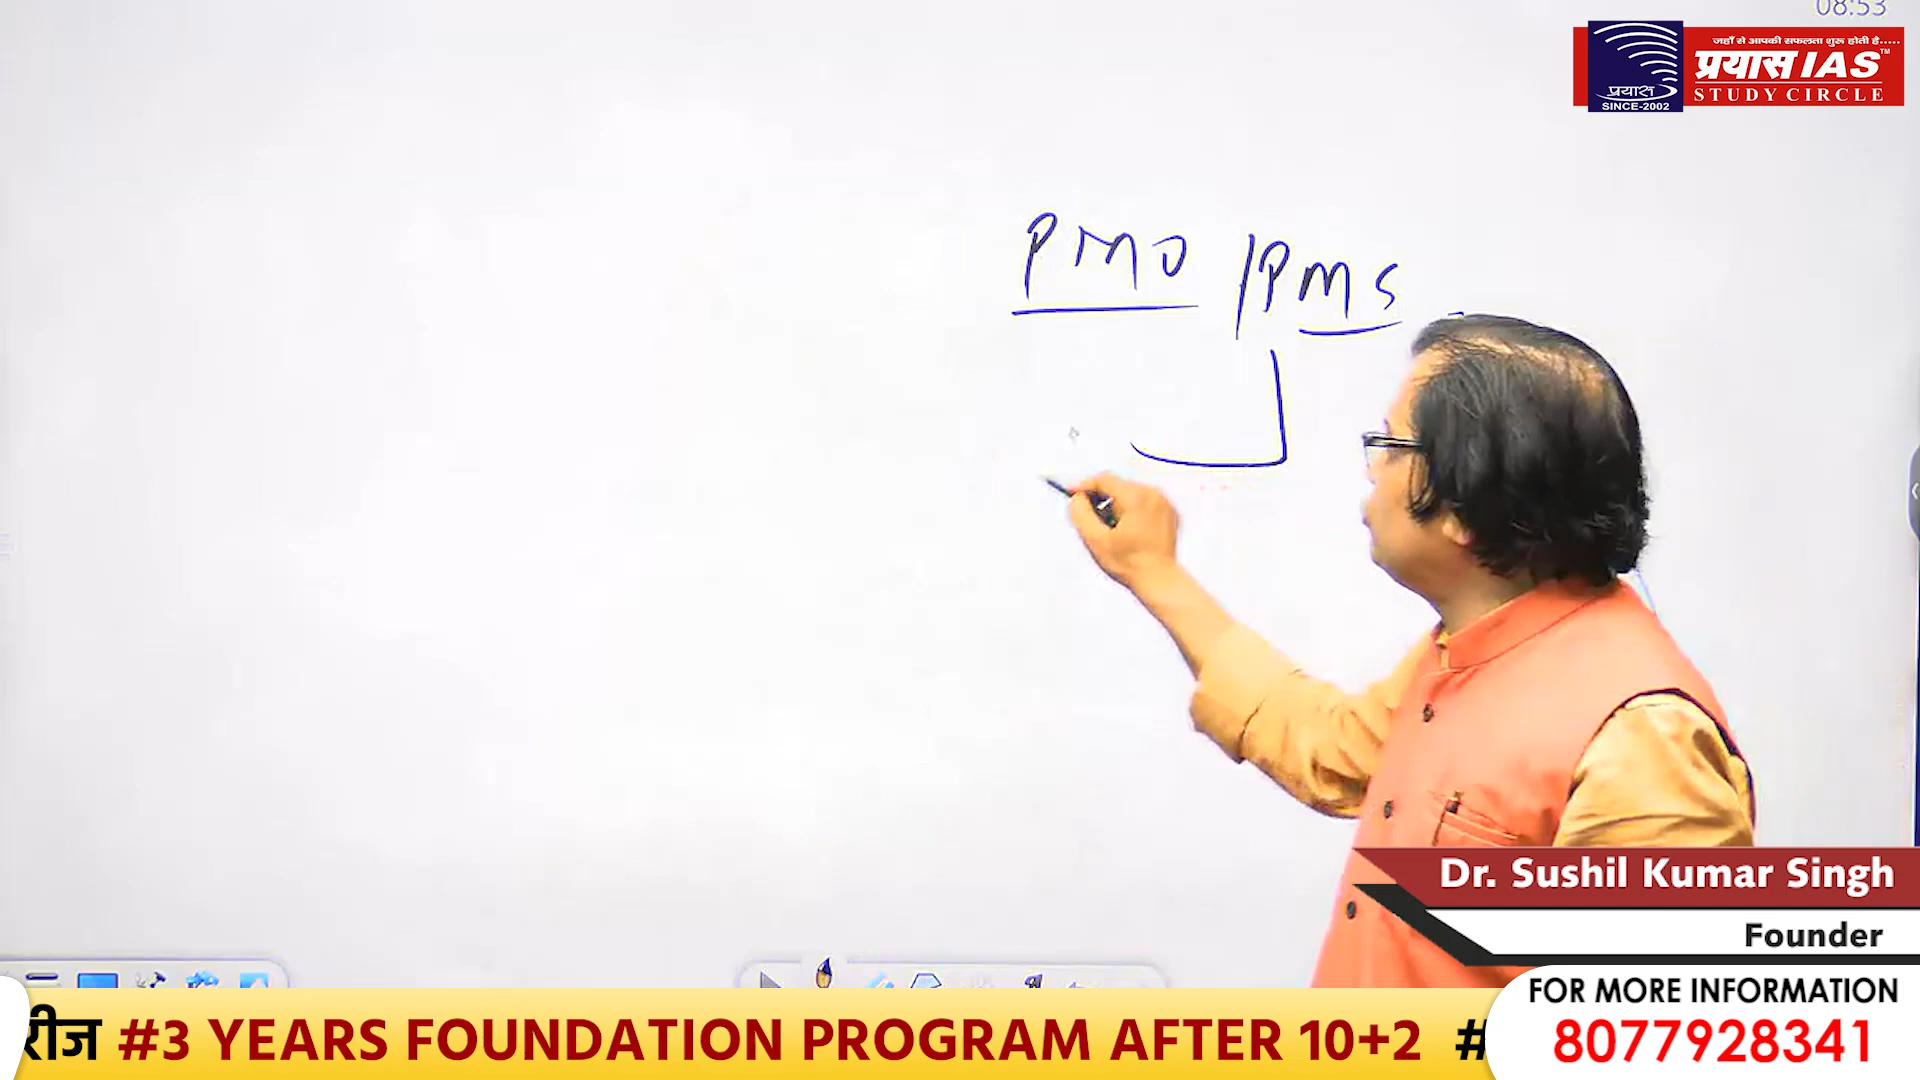 08:53
जहाँ से आपकी सफलता शुरू होती है.....
प्रयास IAS TM
STUDY CIRCLE
प्रयास
SINCE-2002
PMO / PMS
Dr. Sushil Kumar Singh
Founder
FOR MORE INFORMATION
8077928341
रीज #3 YEARS FOUNDATION PROGRAM AFTER 10+2 #